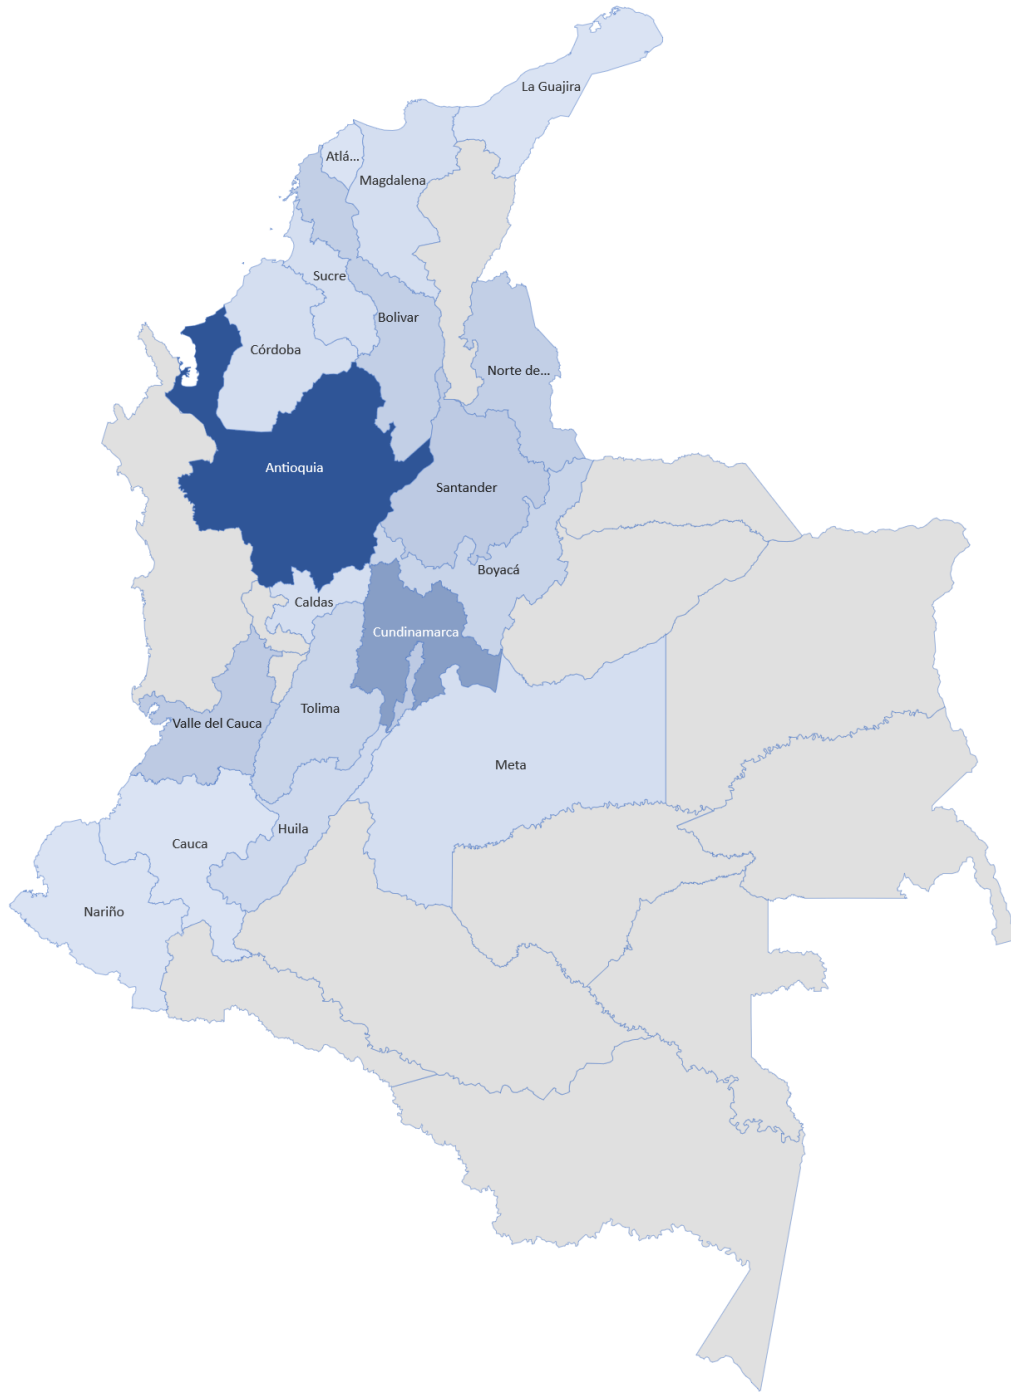 La Guajira
Atlá...
Magdalena
Sucre
Bolivar
Córdoba
Norte de...
Antioquia
Santander
Boyacá
Caldas
Cundinamarca
Tolima
Valle del Cauca
Meta
Huila
Cauca
Nariño